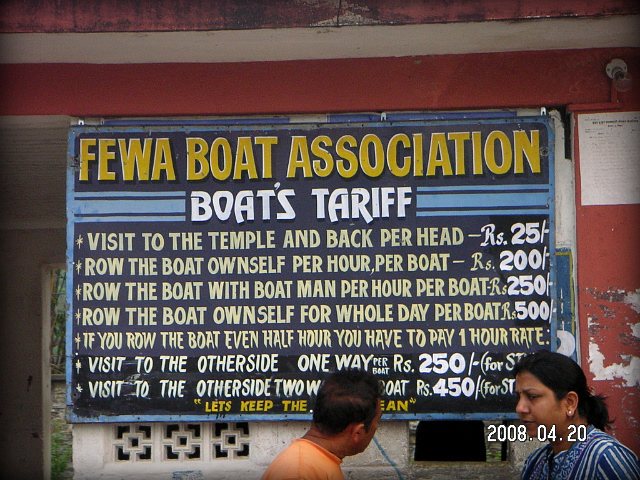 FEWA BOAT ASSOCIATION
BOAT'S TARIFF
* VISIT TO THE TEMPLE AND BACK PER HEAD - Rs. 25/-
* ROW THE BOAT OWNSELF PER HOUR, PER BOAT - Rs. 200/-
* ROW THE BOAT WITH BOAT MAN PER HOUR PER BOAT Rs 250/-
* ROW THE BOAT OWNSELF FOR WHOLE DAY PER BOAT Rs 500/-
* IF YOU ROW THE BOAT EVEN HALF HOUR YOU HAVE TO PAY 1 HOUR RATE.
* VISIT TO THE OTHERSIDE ONE WAY PER BOAT Rs. 250/- (for
* VISIT TO THE OTHERSIDE TWO BOAT Rs. 450/- (for
"LETS KEEP THE
2008.04.20